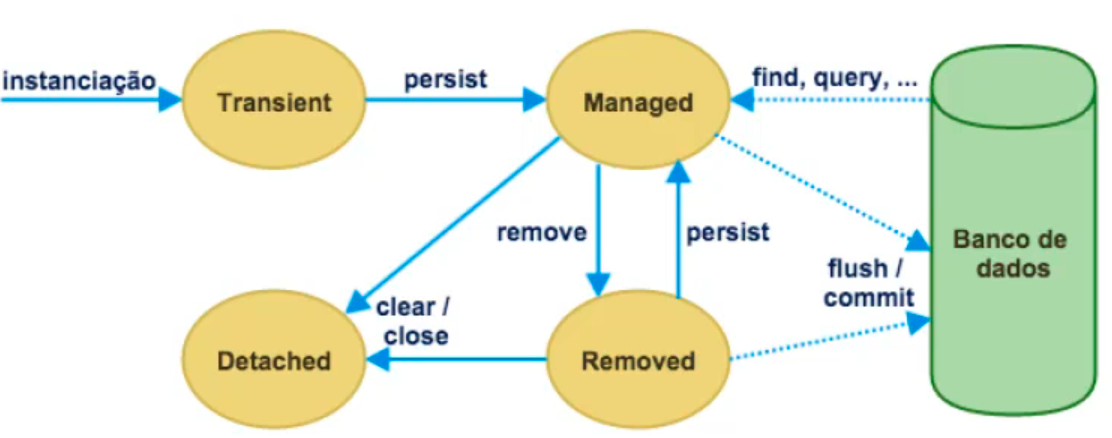 instanciação
Transient
persist
Managed
find, query, ...
remove
persist
Banco de
dados
flush /
commit
clear /
close
Detached
Removed